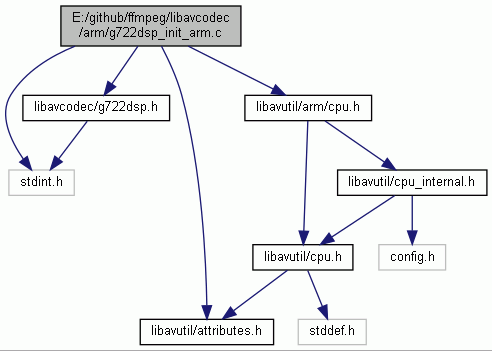 E:/github/ffmpeg/libavcodec
/arm/g722dsp_init_arm.c
libavcodec/g722dsp.h
libavutil/arm/cpu.h
stdint.h
libavutil/cpu_internal.h
libavutil/cpu.h
config.h
libavutil/attributes.h
stddef.h